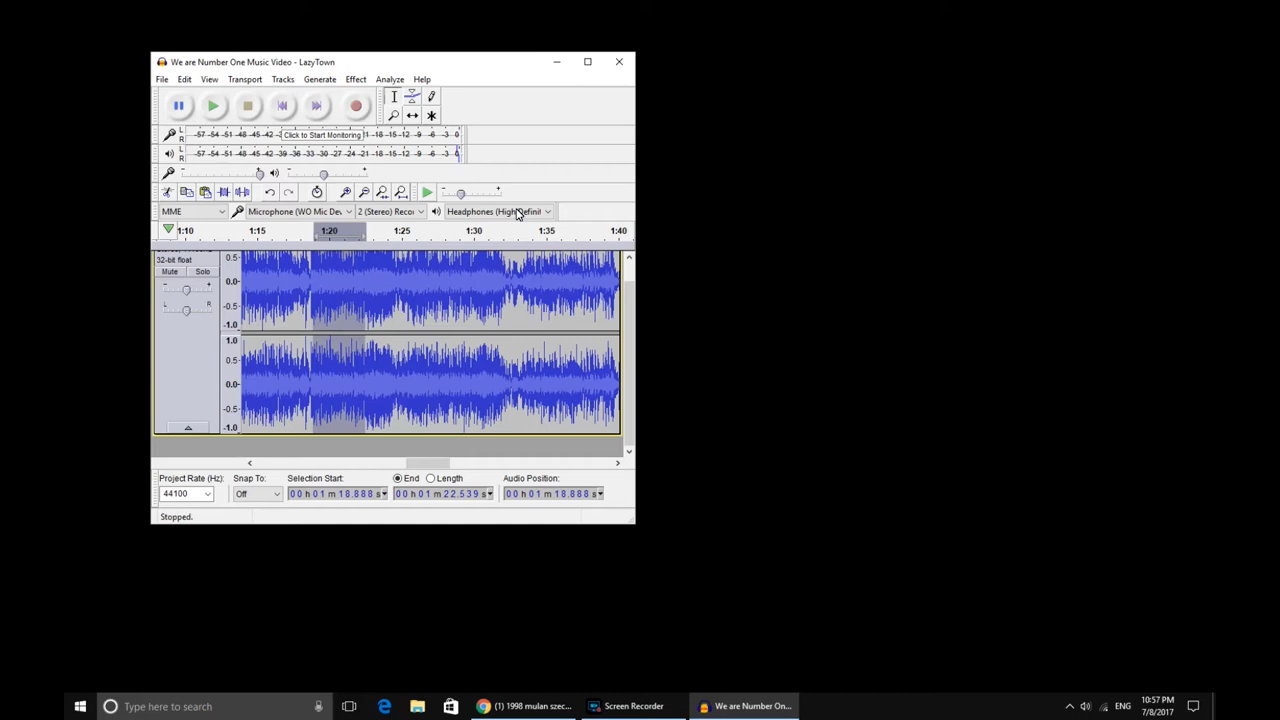 We are Number One Music Video - LazyTown
File Edit View Transport Tracks Generate Effect Analyze Help
L -57 -54 -51 -48 -45 -42 -3 Click to Start Monitoring -18 -15 -12 -9 -6 -3 0
R
L -57 -54 -51 -48 -45 -42 -39 -36 -33 -30 -27 -24 -21 -18 -15 -12 -9 -6 -3 0
R
- + - +
- +
MME Microphone (WO Mic Dev 2 (Stereo) Recor Headphones (High Definit
1:10 1:15 1:20 1:25 1:30 1:35 1:40
32-bit float 0.5
Mute Solo
- + 0.0
L R -0.5
-1.0
1.0
0.5
0.0
-0.5
-1.0
Project Rate (Hz): Snap To: Selection Start: End Length Audio Position:
44100 Off 00 h 01 m 18.888 s 00 h 01 m 22.539 s 00 h 01 m 18.888 s
Stopped.
Type here to search (1) 1998 mulan szec... Screen Recorder We are Number On... ENG 10:57 PM
7/8/2017